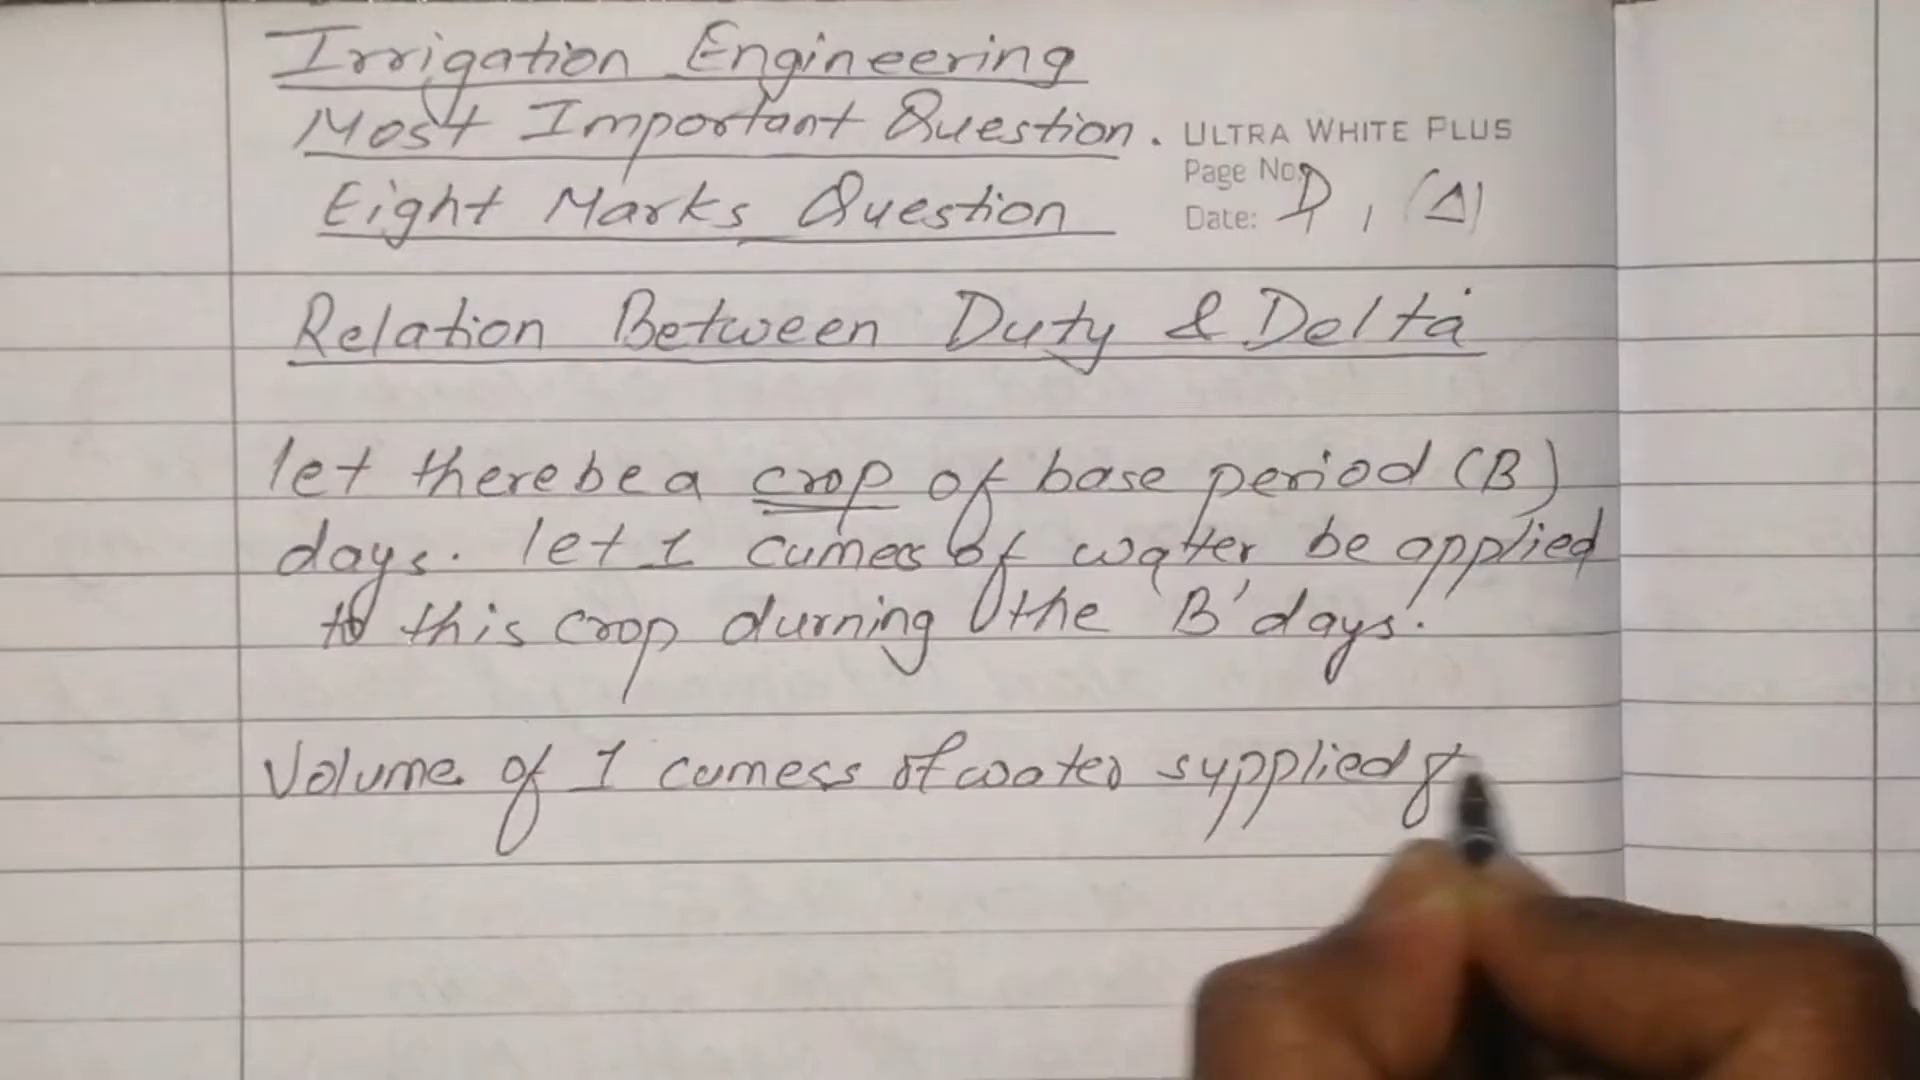 Irrigation Engineering
Most Important Question.
Eight Marks Question
ULTRA WHITE PLUS
Page No.
Date: D, (Δ)
Relation Between Duty & Delta
let there be a crop of base period (B)
days. let 1 cumecs of water be applied
to this crop durning the 'B' days.
Volume of 1 cumess of water supplied